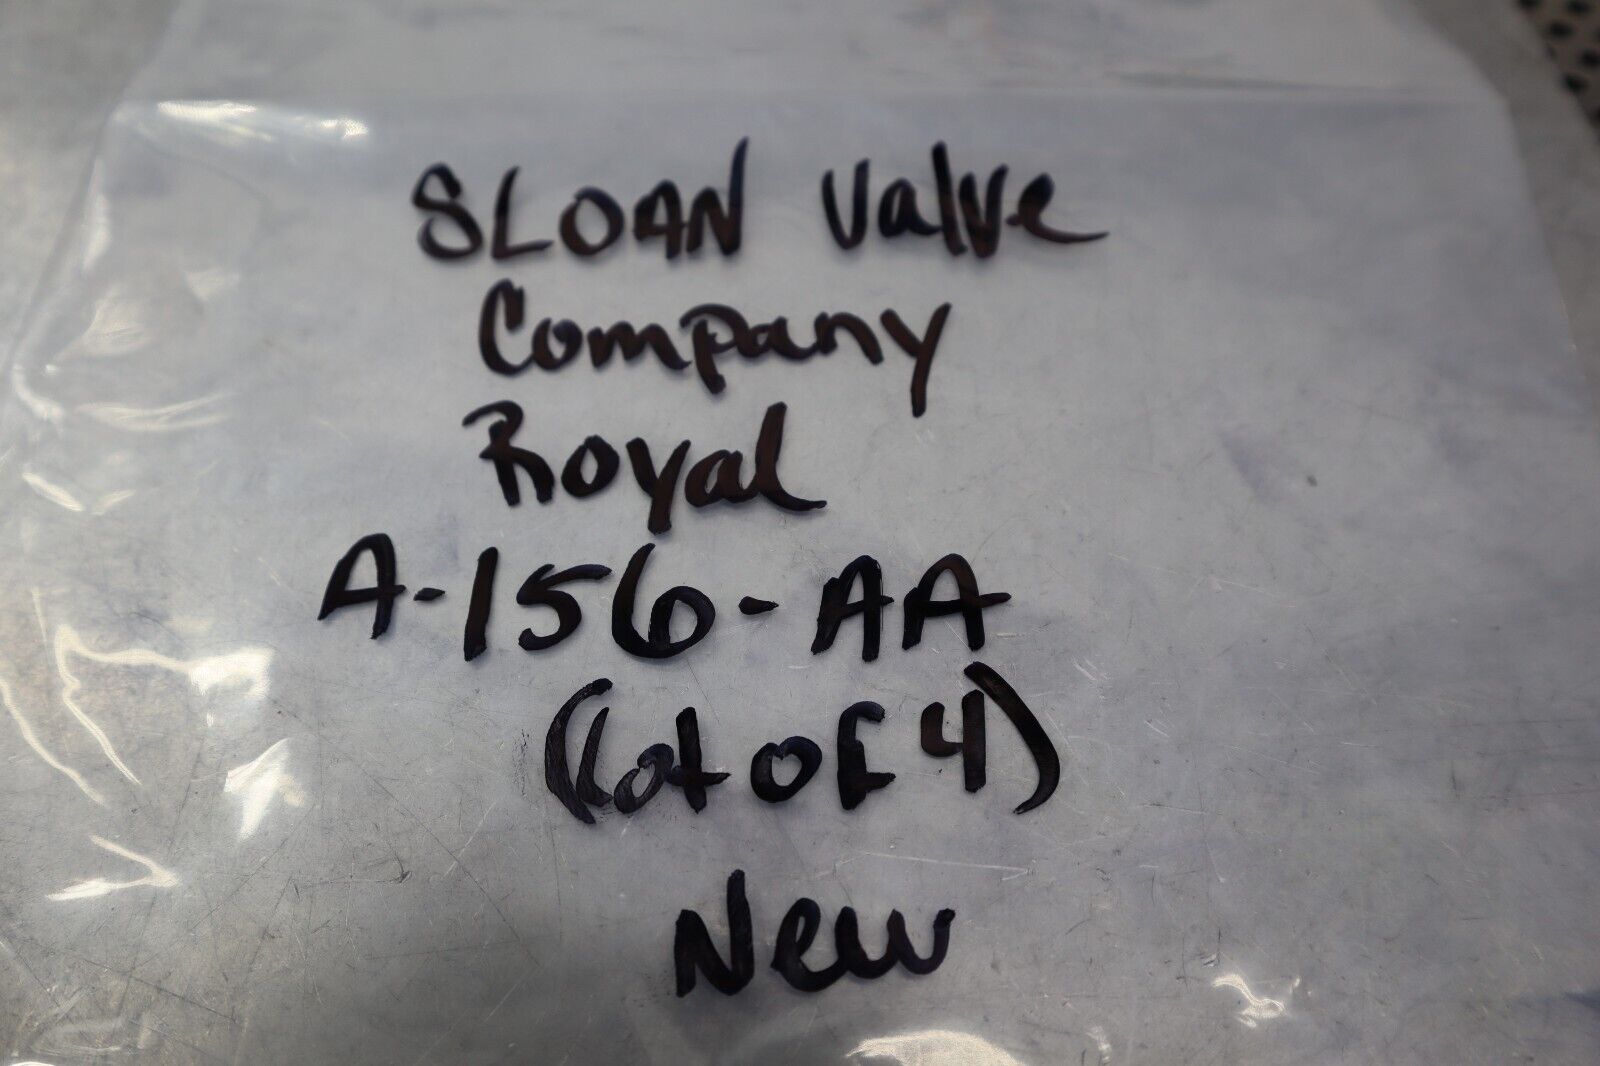 SLOAN Valve
Company
Royal
A-156-AA
(lot of 4)
New